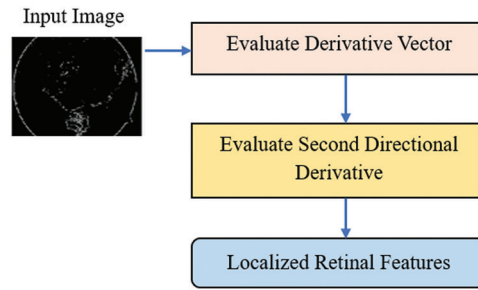 Input Image
Evaluate Derivative Vector
Evaluate Second Directional
Derivative
Localized Retinal Features